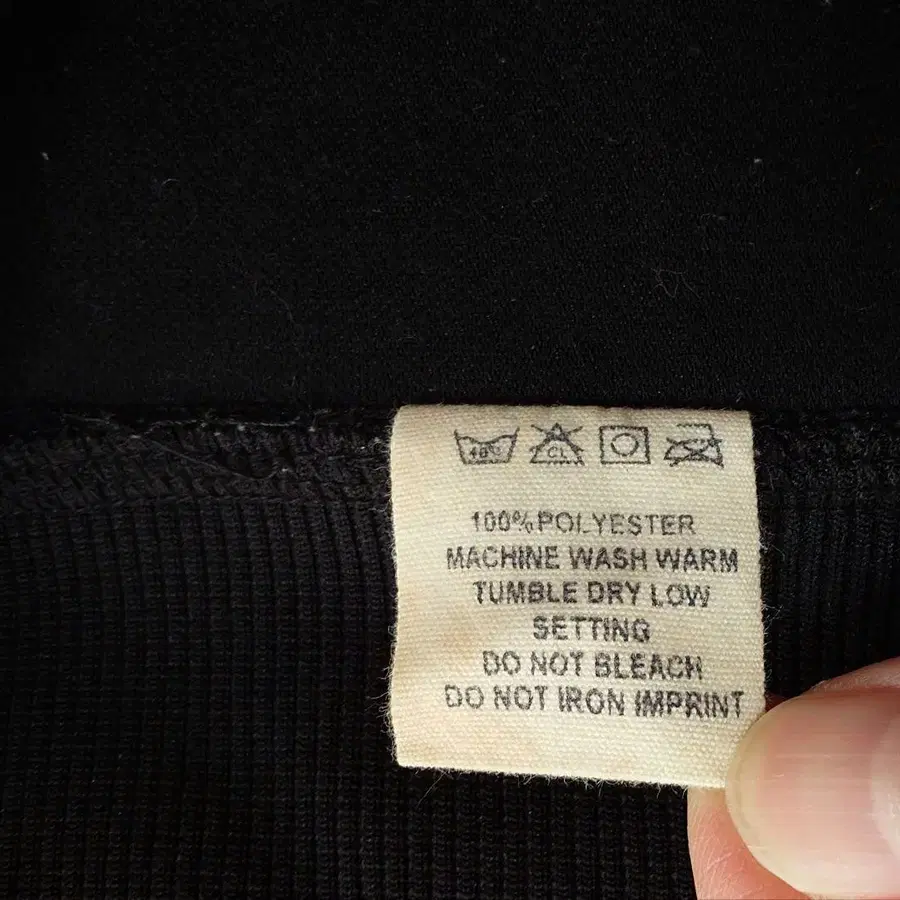 40°C CL
100%POLYESTER
MACHINE WASH WARM
TUMBLE DRY LOW
SETTING
DO NOT BLEACH
DO NOT IRON IMPRINT